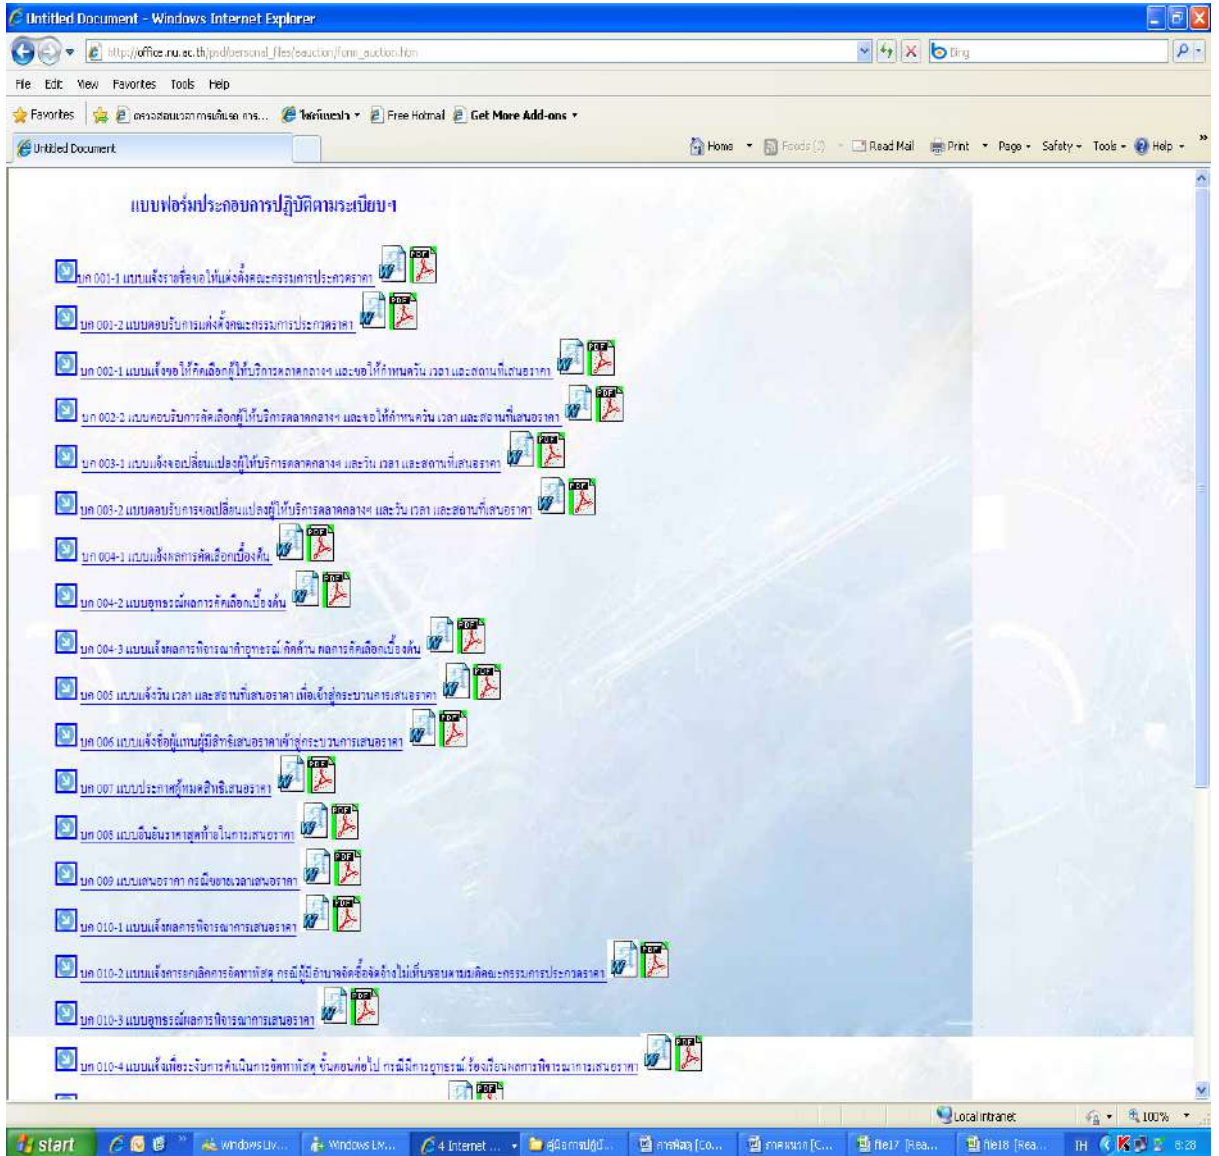 Untitled Document - Windows Internet Explorer
http://office.nu.ac.th/psd/personal_files/eauction/form_auction.htm
Bing
File Edit View Favorites Tools Help
Favorites Free Hotmail Get More Add-ons
Untitled Document Home Feeds Read Mail Print Page Safety Tools Help
แบบฟอร์มประกอบการปฏิบัติตามระเบียบฯ
บก 001-1 แบบแจ้งรายชื่อขอให้แต่งตั้งคณะกรรมการประกวดราคา
บก 001-2 แบบตอบรับการแต่งตั้งคณะกรรมการประกวดราคา
บก 002-1 แบบแจ้งขอให้คัดเลือกผู้ให้บริการตลาดกลางฯ และขอให้กำหนดวัน เวลา และสถานที่เสนอราคา
บก 002-2 แบบตอบรับการคัดเลือกผู้ให้บริการตลาดกลางฯ และขอให้กำหนดวัน เวลา และสถานที่เสนอราคา
บก 003-1 แบบแจ้งขอเปลี่ยนแปลงผู้ให้บริการตลาดกลางฯ และวัน เวลา และสถานที่เสนอราคา
บก 003-2 แบบตอบรับการขอเปลี่ยนแปลงผู้ให้บริการตลาดกลางฯ และวัน เวลา และสถานที่เสนอราคา
บก 004-1 แบบแจ้งผลการคัดเลือกเบื้องต้น
บก 004-2 แบบอุทธรณ์ผลการคัดเลือกเบื้องต้น
บก 004-3 แบบแจ้งผลการพิจารณาคำอุทธรณ์/คัดค้าน ผลการคัดเลือกเบื้องต้น
บก 005 แบบแจ้งวัน เวลา และสถานที่เสนอราคา เพื่อเข้าสู่กระบวนการเสนอราคา
บก 006 แบบแจ้งชื่อผู้แทนผู้มีสิทธิเสนอราคาเข้าสู่กระบวนการเสนอราคา
บก 007 แบบประกาศผู้หมดสิทธิเสนอราคา
บก 008 แบบยืนยันราคาสุดท้ายในการเสนอราคา
บก 009 แบบเสนอราคา กรณีขยายเวลาเสนอราคา
บก 010-1 แบบแจ้งผลการพิจารณาการเสนอราคา
บก 010-2 แบบแจ้งการยกเลิกการจัดหาพัสดุ กรณีผู้มีอำนาจจัดซื้อจัดจ้างไม่เห็นชอบตามมติคณะกรรมการประกวดราคา
บก 010-3 แบบอุทธรณ์ผลการพิจารณาการเสนอราคา
บก 010-4 แบบแจ้งเพื่อระงับการดำเนินการจัดหาพัสดุ ขั้นตอนต่อไป กรณีมีการอุทธรณ์/ร้องเรียนผลการพิจารณาการเสนอราคา
Local intranet 100%
start Windows Liv... Windows Liv... 4 Internet ... การพัสดุ [Co... ภาคผนวก [C... file17 [Rea... file18 [Rea... TH 8:28